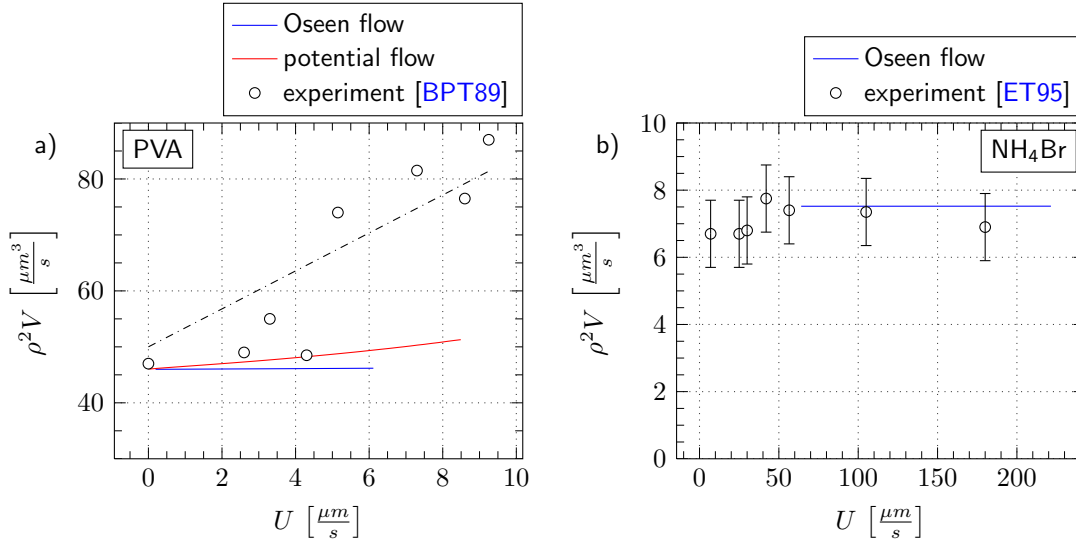 Oseen flow
potential flow
experiment [BPT89]
a)
PVA
80
60
40
ρ²V [μm³/s]
0 2 4 6 8 10
U [μm/s]
Oseen flow
experiment [ET95]
b)
NH₄Br
10
8
6
4
2
0
ρ²V [μm³/s]
0 50 100 150 200
U [μm/s]